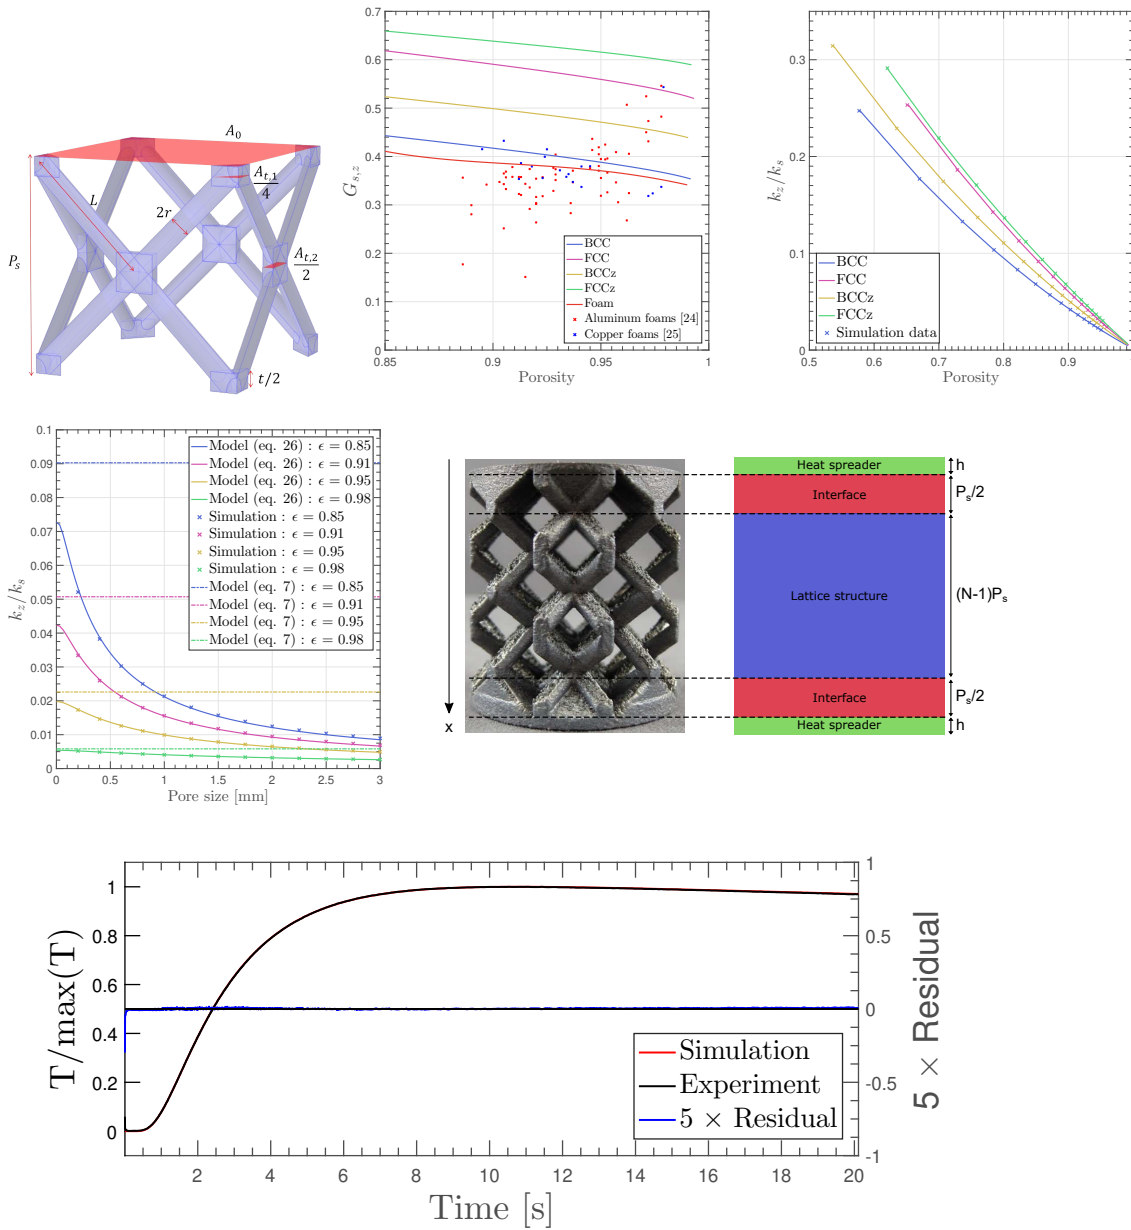 A0
At,1
4
L
2r
Ps
At,2
2
t/2
Gs,z
0.7
0.6
0.5
0.4
0.3
0.2
0.1
0
BCC
FCC
BCCz
FCCz
Foam
Aluminum foams [24]
Copper foams [25]
0.85
0.9
0.95
1
Porosity
kz/ks
0.3
0.2
0.1
0
BCC
FCC
BCCz
FCCz
Simulation data
0.5
0.6
0.7
0.8
0.9
Porosity
kz/ks
0.1
0.09
0.08
0.07
0.06
0.05
0.04
0.03
0.02
0.01
0
Model (eq. 26) : ϵ = 0.85
Model (eq. 26) : ϵ = 0.91
Model (eq. 26) : ϵ = 0.95
Model (eq. 26) : ϵ = 0.98
Simulation : ϵ = 0.85
Simulation : ϵ = 0.91
Simulation : ϵ = 0.95
Simulation : ϵ = 0.98
Model (eq. 7) : ϵ = 0.85
Model (eq. 7) : ϵ = 0.91
Model (eq. 7) : ϵ = 0.95
Model (eq. 7) : ϵ = 0.98
0
0.5
1
1.5
2
2.5
3
Pore size [mm]
x
Heat spreader
h
Interface
Ps/2
Lattice structure
(N-1)Ps
Interface
Ps/2
Heat spreader
h
T/max(T)
1
0.8
0.6
0.4
0.2
0
1
0.5
0
-0.5
-1
5 × Residual
Simulation
Experiment
5 × Residual
2
4
6
8
10
12
14
16
18
20
Time [s]